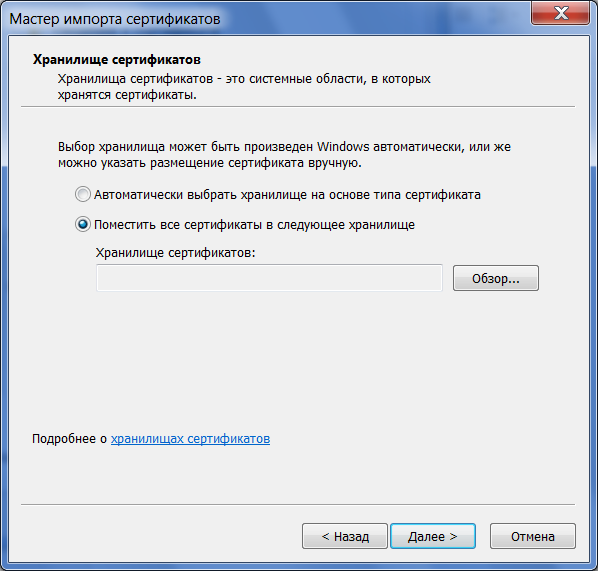 Мастер импорта сертификатов
Хранилище сертификатов
Хранилища сертификатов - это системные области, в которых
хранятся сертификаты.
Выбор хранилища может быть произведен Windows автоматически, или же
можно указать размещение сертификата вручную.
Автоматически выбрать хранилище на основе типа сертификата
Поместить все сертификаты в следующее хранилище
Хранилище сертификатов:
Обзор...
Подробнее о хранилищах сертификатов
< Назад
Далее >
Отмена